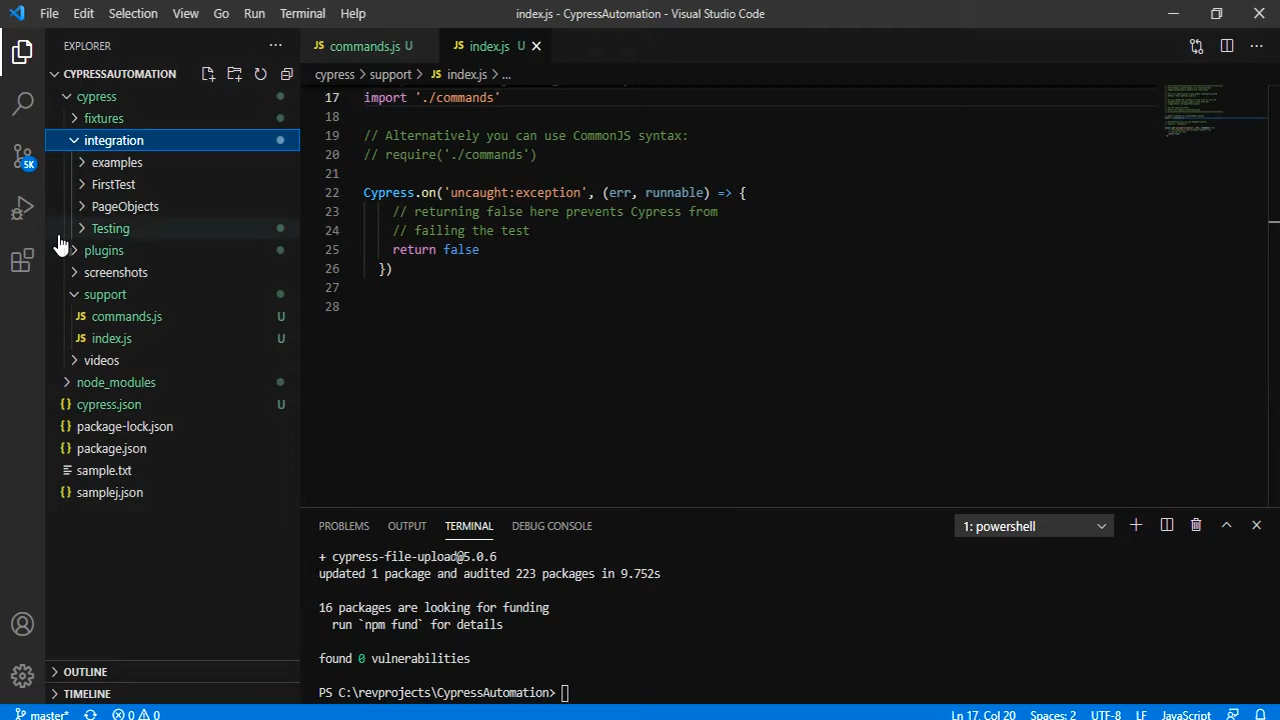 File Edit Selection View Go Run Terminal Help index.js - CypressAutomation - Visual Studio Code
EXPLORER
commands.js U
index.js U
CYPRESSAUTOMATION
cypress > support > JS index.js > ...
cypress
fixtures
integration
examples
FirstTest
PageObjects
Testing
plugins
screenshots
support
JS commands.js U
JS index.js U
videos
node_modules
cypress.json U
package-lock.json
package.json
sample.txt
samplej.json
OUTLINE
TIMELINE
5K
17 import './commands'
18
19 // Alternatively you can use CommonJS syntax:
20 // require('./commands')
21
22 Cypress.on('uncaught:exception', (err, runnable) => {
23 // returning false here prevents Cypress from
24 // failing the test
25 return false
26 })
27
28
PROBLEMS OUTPUT TERMINAL DEBUG CONSOLE 1: powershell
+ cypress-file-upload@5.0.6
updated 1 package and audited 223 packages in 9.752s
16 packages are looking for funding
run `npm fund` for details
found 0 vulnerabilities
PS C:\revprojects\CypressAutomation>
master* 0 0 Ln 17, Col 20 Spaces: 2 UTF-8 LF JavaScript